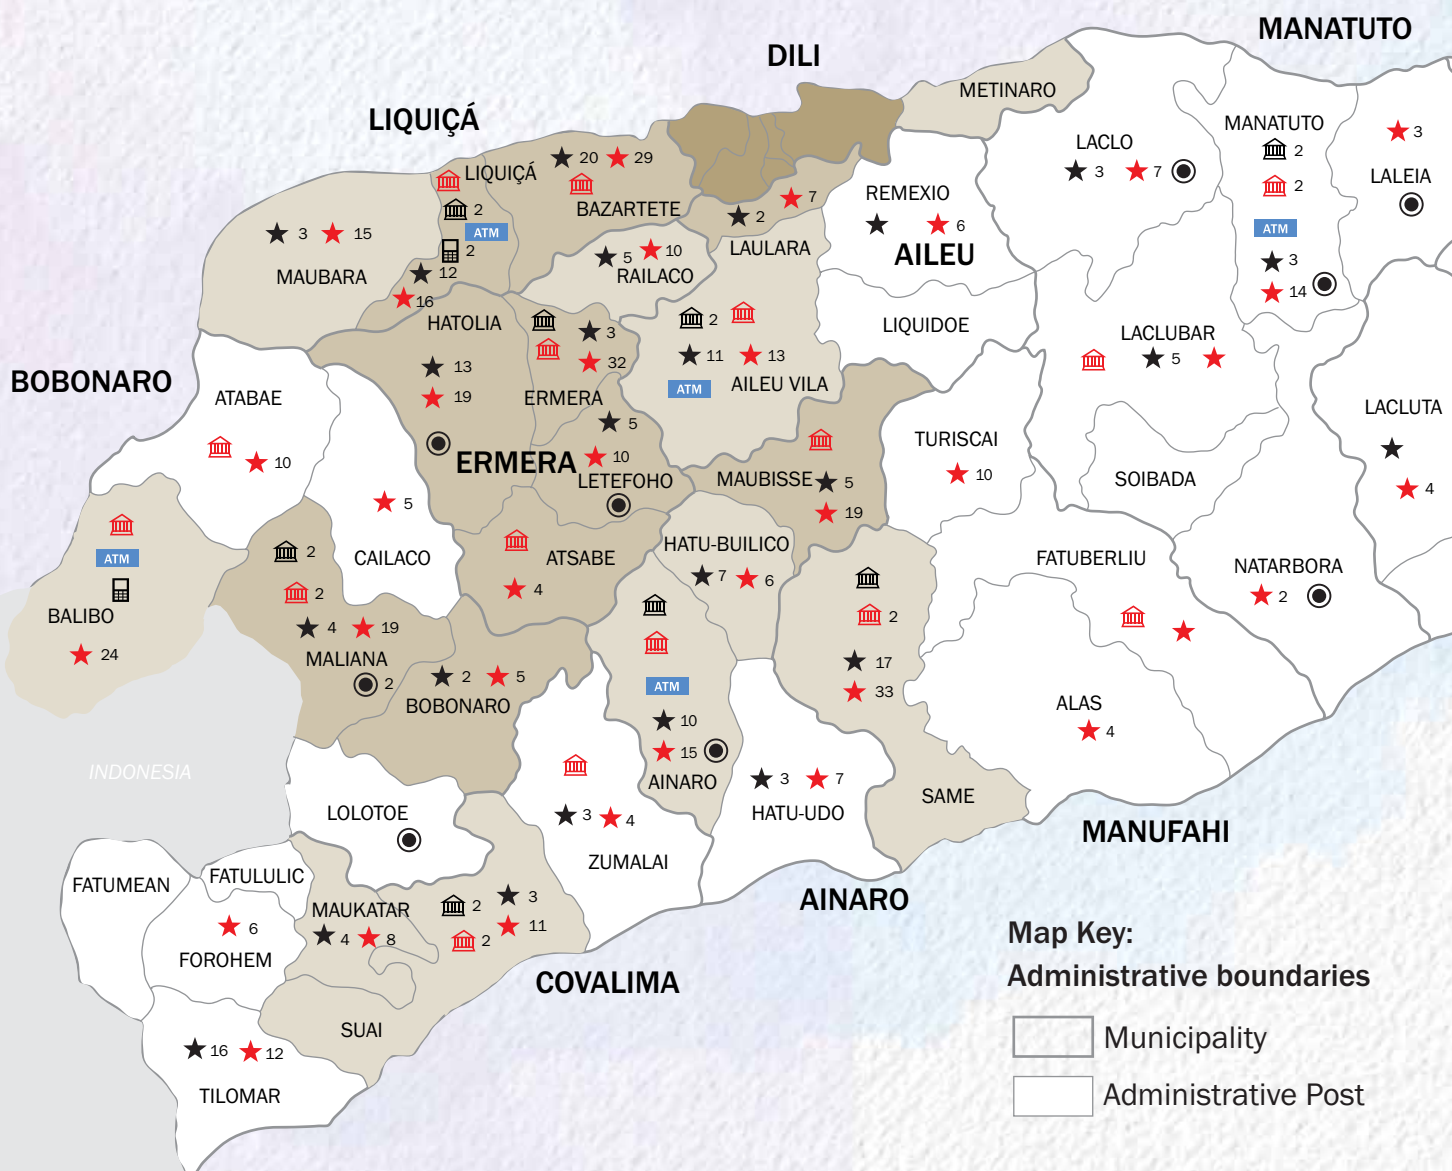 MANATUTO
DILI
METINARO
LIQUIÇÁ
MANATUTO
2
3
LACLO
3 7
LALEIA
20 29
LIQUIÇÁ
BAZARTETE
2
ATM
2
12
16
3 15
MAUBARA
7
2
LAULARA
REMEXIO
6
AILEU
2
ATM
3
14
5 10
RAILACO
HATOLIA
13
19
3
32
ERMERA
2
11 13
ATM
AILEU VILA
LIQUIDOE
LACLUBAR
5
BOBONARO
ATABAE
10
ERMERA
5
10
LETEFOHO
MAUBISSE
5
19
TURISCAI
10
SOIBADA
LACLUTA
4
5
CAILACO
ATM
BALIBO
24
2
2
4 19
MALIANA
2
ATSABE
4
HATU-BUILICO
7 6
FATUBERLIU
NATARBORA
2
2 5
BOBONARO
ATM
10
15
AINARO
2
17
33
SAME
ALAS
4
INDONESIA
LOLOTOE
3 4
ZUMALAI
3 7
HATU-UDO
MANUFAHI
AINARO
FATUMEAN
FATULULIC
6
FOROHEM
MAUKATAR
4 8
2
3
2
11
COVALIMA
SUAI
16 12
TILOMAR
Map Key:
Administrative boundaries
Municipality
Administrative Post